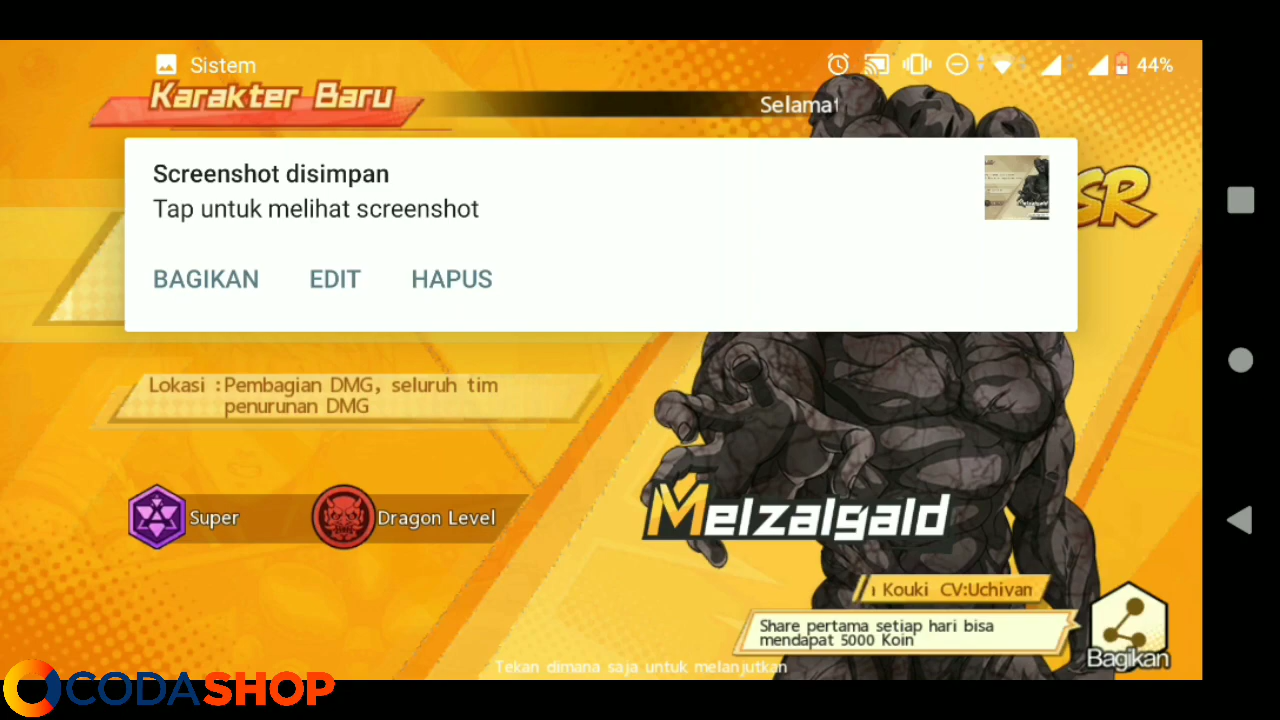 Sistem
44%
Karakter Baru
Selamat
Screenshot disimpan
Tap untuk melihat screenshot
SR
BAGIKAN EDIT HAPUS
Lokasi : Pembagian DMG, seluruh tim
penurunan DMG
Super
Dragon Level
Melzalgald
Kouki CV:Uchiyam
Share pertama setiap hari bisa
mendapat 5000 Koin
Bagikan
Tekan dimana saja untuk melanjutkan
CODASHOP